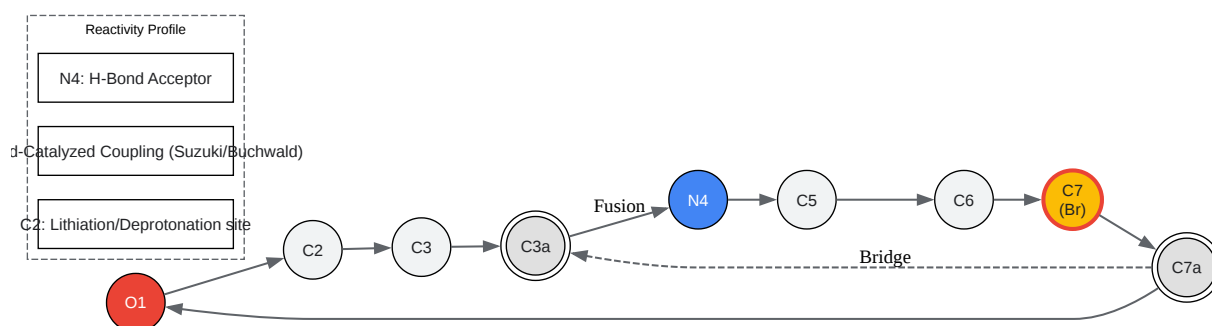 Reactivity Profile
N4: H-Bond Acceptor
d-Catalyzed Coupling (Suzuki/Buchwald)
C2: Lithiation/Deprotonation site
O1
C2
C3
C3a
Fusion
N4
C5
C6
C7
(Br)
Bridge
C7a